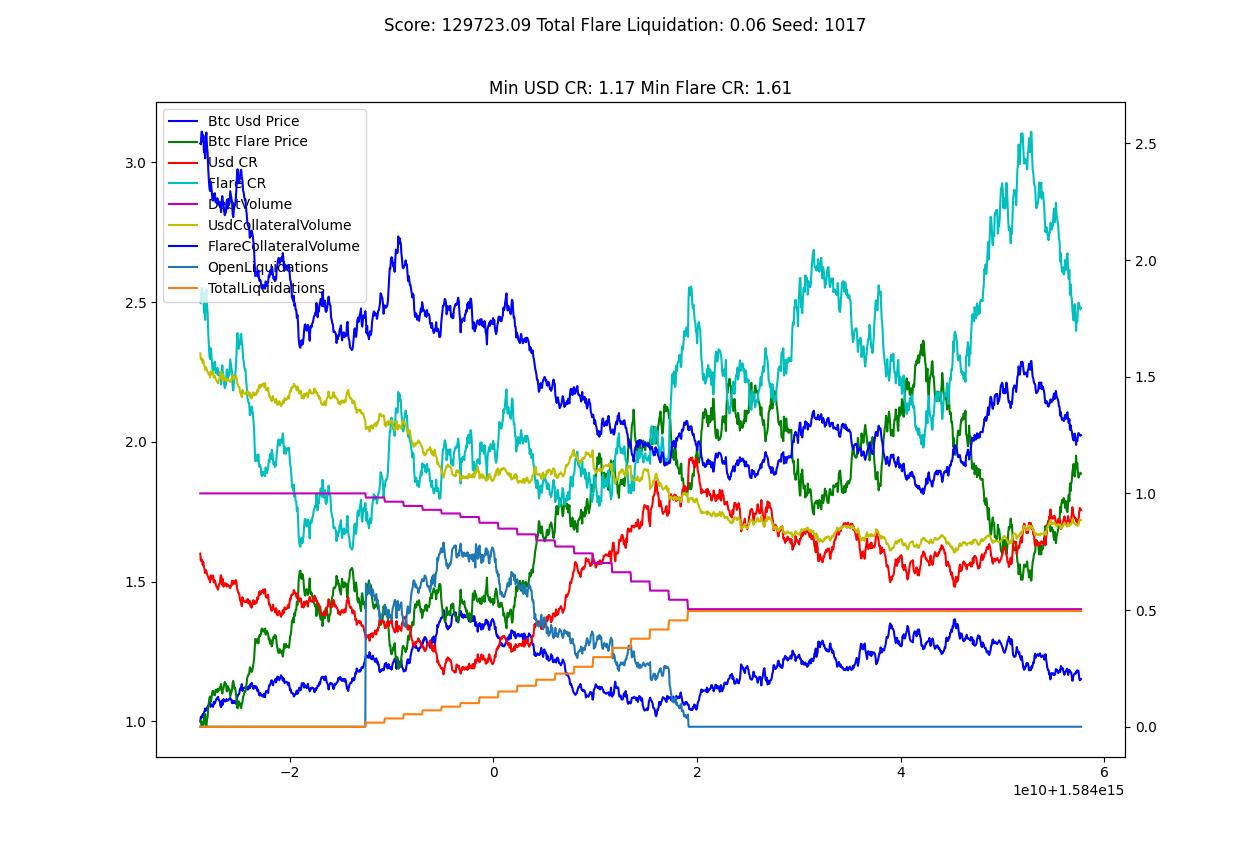 Score: 129723.09 Total Flare Liquidation: 0.06 Seed: 1017
Min USD CR: 1.17 Min Flare CR: 1.61
Btc Usd Price
Btc Flare Price
Usd CR
Flare CR
DebtVolume
UsdCollateralVolume
FlareCollateralVolume
OpenLiquidations
TotalLiquidations
3.0
2.5
2.0
1.5
1.0
2.5
2.0
1.5
1.0
0.5
0.0
−2
0
2
4
6
1e10+1.584e15